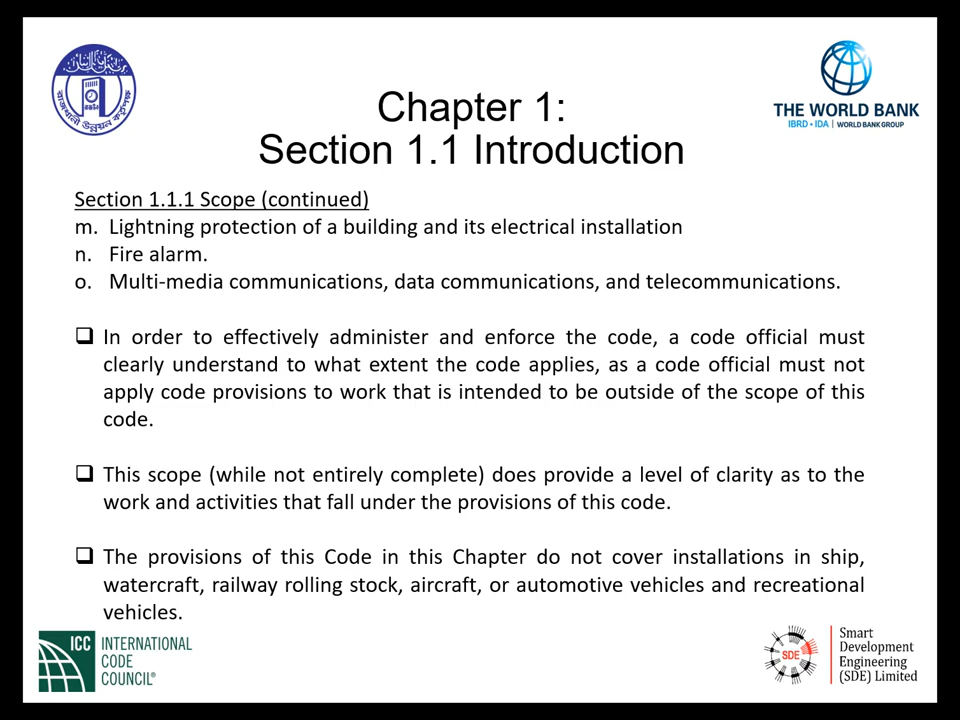 রাজধানী উন্নয়ন কর্তৃপক্ষ
THE WORLD BANK
IBRD • IDA | WORLD BANK GROUP
Chapter 1:
Section 1.1 Introduction
Section 1.1.1 Scope (continued)
m. Lightning protection of a building and its electrical installation
n. Fire alarm.
o. Multi-media communications, data communications, and telecommunications.
❑ In order to effectively administer and enforce the code, a code official must
clearly understand to what extent the code applies, as a code official must not
apply code provisions to work that is intended to be outside of the scope of this
code.
❑ This scope (while not entirely complete) does provide a level of clarity as to the
work and activities that fall under the provisions of this code.
❑ The provisions of this Code in this Chapter do not cover installations in ship,
watercraft, railway rolling stock, aircraft, or automotive vehicles and recreational
vehicles.
ICC INTERNATIONAL
CODE
COUNCIL®
SDE
Smart
Development
Engineering
(SDE) Limited